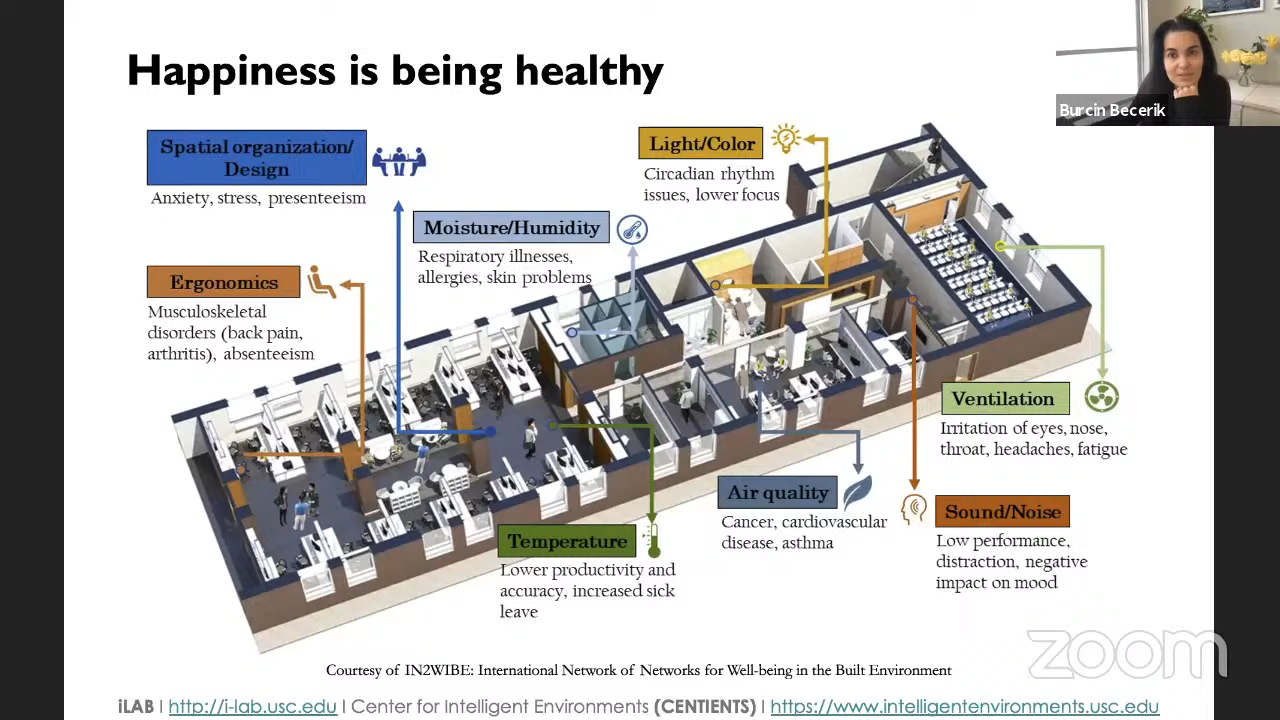 Happiness is being healthy
Burcin Becerik
Spatial organization/
Design
Anxiety, stress, presenteeism
Light/Color
Circadian rhythm
issues, lower focus
Moisture/Humidity
Respiratory illnesses,
allergies, skin problems
Ergonomics
Musculoskeletal
disorders (back pain,
arthritis), absenteeism
Ventilation
Irritation of eyes, nose,
throat, headaches, fatigue
Air quality
Cancer, cardiovascular
disease, asthma
Sound/Noise
Low performance,
distraction, negative
impact on mood
Temperature
Lower productivity and
accuracy, increased sick
leave
zoom
Courtesy of IN2WIBE: International Network of Networks for Well-being in the Built Environment
iLAB | http://i-lab.usc.edu | Center for Intelligent Environments (CENTIENTS) | https://www.intelligentenvironments.usc.edu